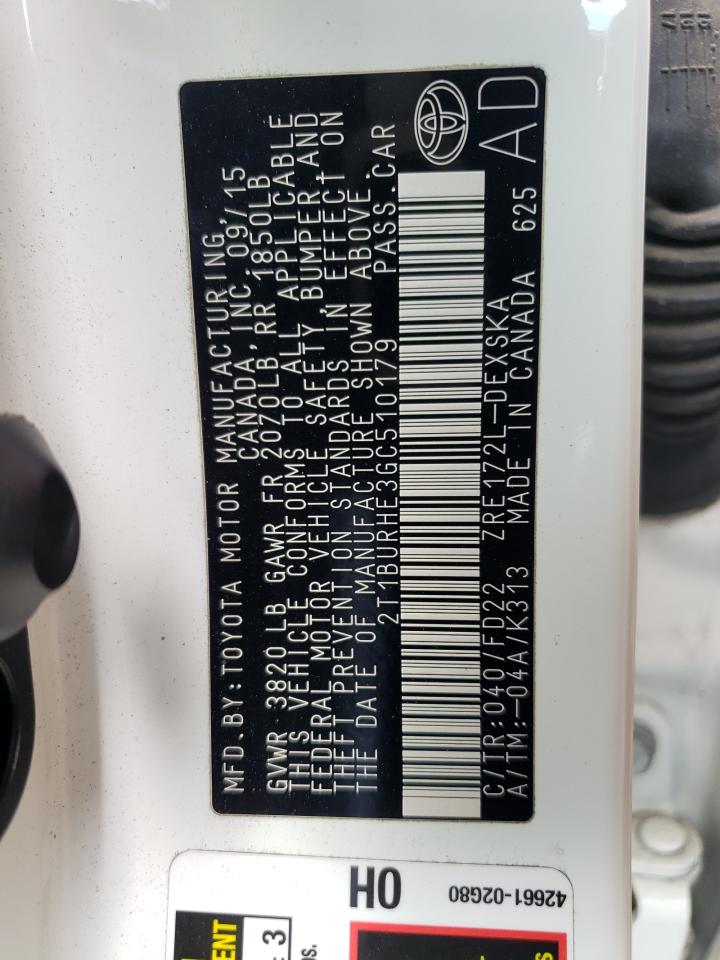 MFD.BY:TOYOTA MOTOR MANUFACTURING,
CANADA, INC. 09/15
GVWR 3820LB GAWR FR 2070LB, RR 1850LB
THIS VEHICLE CONFORMS TO ALL APPLICABLE
FEDERAL MOTOR VEHICLE SAFETY, BUMPER, AND
THEFT PREVENTION STANDARDS IN EFFECT ON
THE DATE OF MANUFACTURE SHOWN ABOVE.
2T1BURHE3GC510179 PASS.CAR
C/TR:040/FD22 ZRE172L-DEXSKA
A/TM:-04A/K313 MADE IN CANADA 625
AD
OH
42661-02G80
3